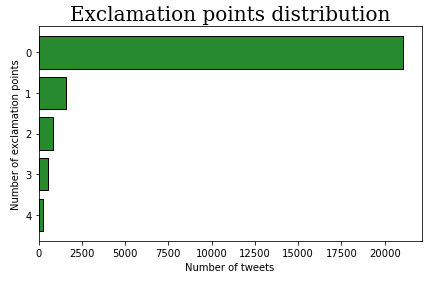 Exclamation points distribution
Number of exclamation points
0
1
2
3
4
0 2500 5000 7500 10000 12500 15000 17500 20000
Number of tweets